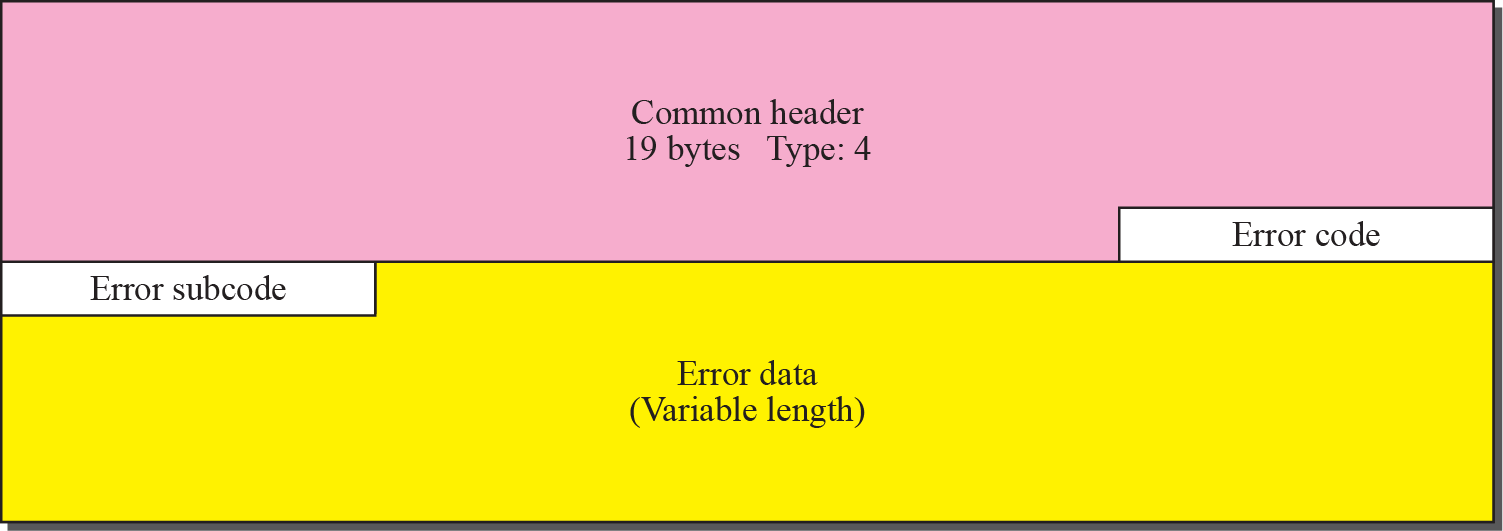 Common header
19 bytes Type: 4
Error code
Error subcode
Error data
(Variable length)